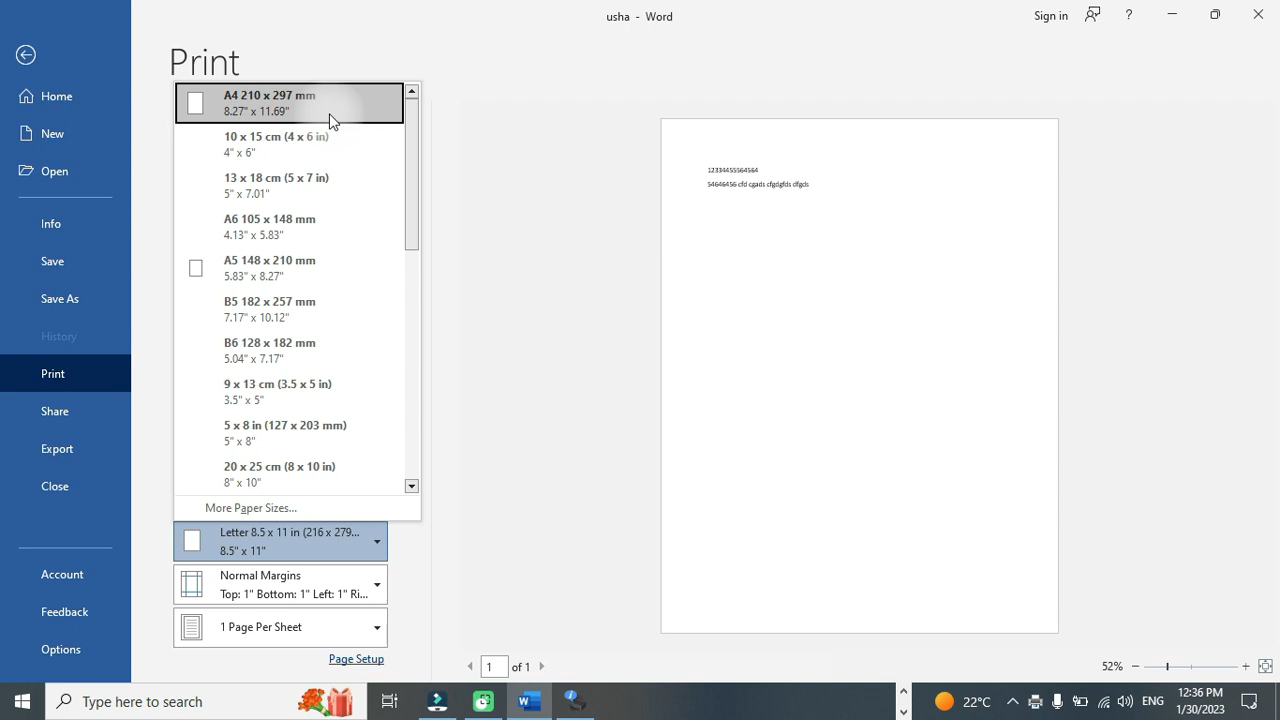 usha - Word
Sign in
?
Print
Home
New
Open
Info
Save
Save As
History
Print
Share
Export
Close
Account
Feedback
Options
A4 210 x 297 mm
8.27" x 11.69"
10 x 15 cm (4 x 6 in)
4" x 6"
13 x 18 cm (5 x 7 in)
5" x 7.01"
A6 105 x 148 mm
4.13" x 5.83"
A5 148 x 210 mm
5.83" x 8.27"
B5 182 x 257 mm
7.17" x 10.12"
B6 128 x 182 mm
5.04" x 7.17"
9 x 13 cm (3.5 x 5 in)
3.5" x 5"
5 x 8 in (127 x 203 mm)
5" x 8"
20 x 25 cm (8 x 10 in)
8" x 10"
More Paper Sizes...
Letter 8.5 x 11 in (216 x 279...
8.5" x 11"
Normal Margins
Top: 1" Bottom: 1" Left: 1" Ri...
1 Page Per Sheet
Page Setup
12334455564564
54646456 cfd cgads cfgdgfds dfgds
1 of 1
52%
Type here to search
22°C
ENG
12:36 PM
1/30/2023